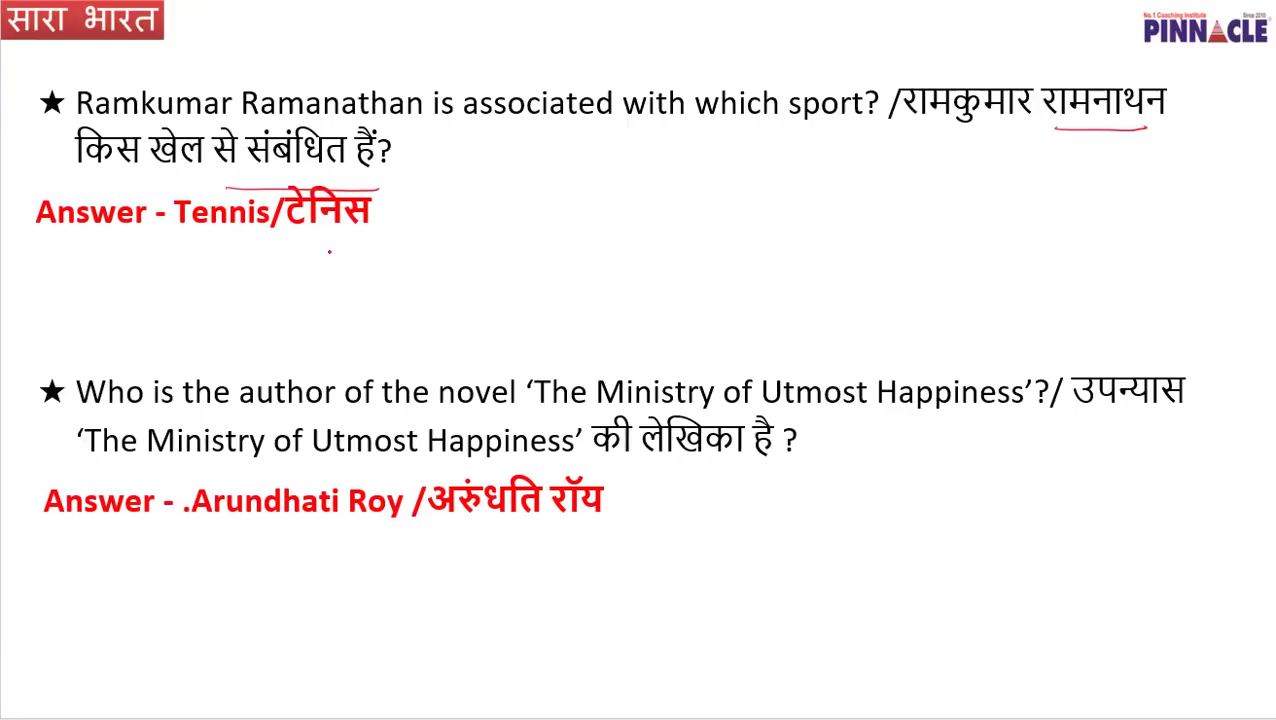 सारा भारत
No.1 Coaching Institute Since 2010
PINNACLE
★ Ramkumar Ramanathan is associated with which sport? /रामकुमार रामनाथन
किस खेल से संबंधित हैं?
Answer - Tennis/टेनिस
★ Who is the author of the novel ‘The Ministry of Utmost Happiness’?/ उपन्यास
‘The Ministry of Utmost Happiness’ की लेखिका है ?
Answer - .Arundhati Roy /अरुंधति रॉय